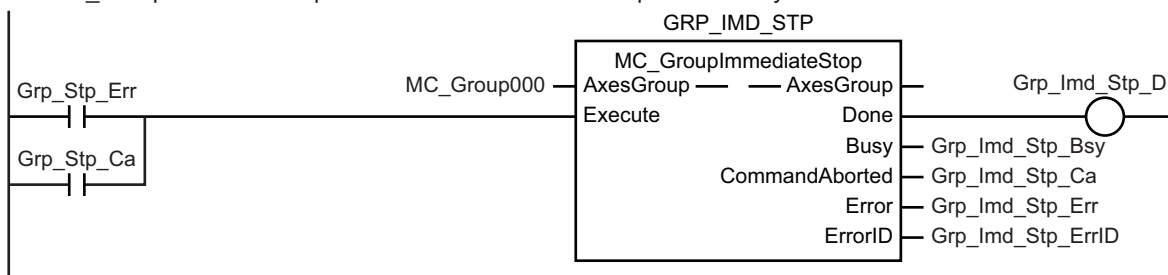 GRP_IMD_STP
MC_GroupImmediateStop
MC_Group000 AxesGroup AxesGroup
Grp_Stp_Err
Execute Done Grp_Imd_Stp_D
Busy Grp_Imd_Stp_Bsy
Grp_Stp_Ca
CommandAborted Grp_Imd_Stp_Ca
Error Grp_Imd_Stp_Err
ErrorID Grp_Imd_Stp_ErrID